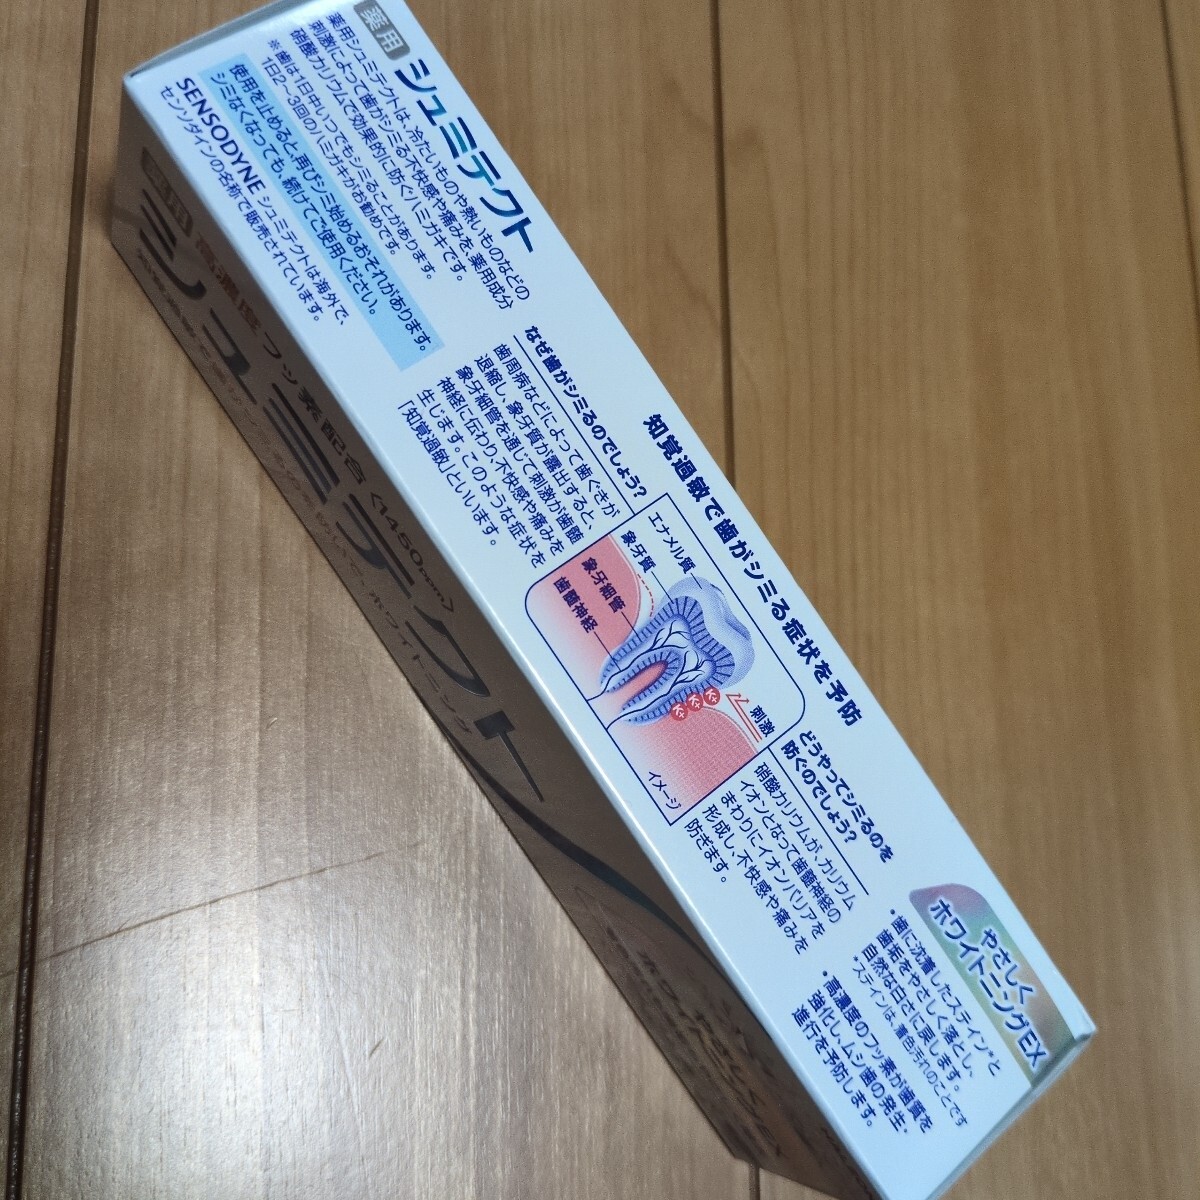 薬用 シュミテクト
薬用シュミテクトは、冷たいものや熱いものなどの
刺激によって歯がシミる不快感や痛みを、薬用成分
硝酸カリウムで効果的に防ぐハミガキです。
※歯は1日中いつでもシミることがあります。
1日2〜3回のハミガキがお勧めです。
使用を止めると、再びシミ始めるおそれがあります。
シミなくなっても、続けてご使用ください。
SENSODYNE シュミテクトは海外で、
センソダインの名称で販売されています。
知覚過敏で歯がシミる症状を予防
なぜ歯がシミるのでしょう?
歯周病などによって歯ぐきが
退縮し、象牙質が露出すると、
象牙細管を通じて刺激が歯髄
神経に伝わり、不快感や痛みを
生じます。このような症状を
「知覚過敏」といいます。
エナメル質
象牙質
象牙細管
歯髄神経
K+
K+
K+
刺激
イメージ
どうやってシミるのを
防ぐのでしょう?
硝酸カリウムが、カリウム
イオンとなって歯髄神経の
まわりにイオンバリアを
形成し、不快感や痛みを
防ぎます。
やさしく
ホワイトニングEX
•歯に沈着したステイン*と
歯垢をやさしく落とし、
自然な白さに戻します。
*ステインは、着色汚れのことです
•高濃度のフッ素が歯質を
強化し、ムシ歯の発生・
進行を予防します。
薬用 高濃度フッ素配合〈1450ppm〉
シュミテクト